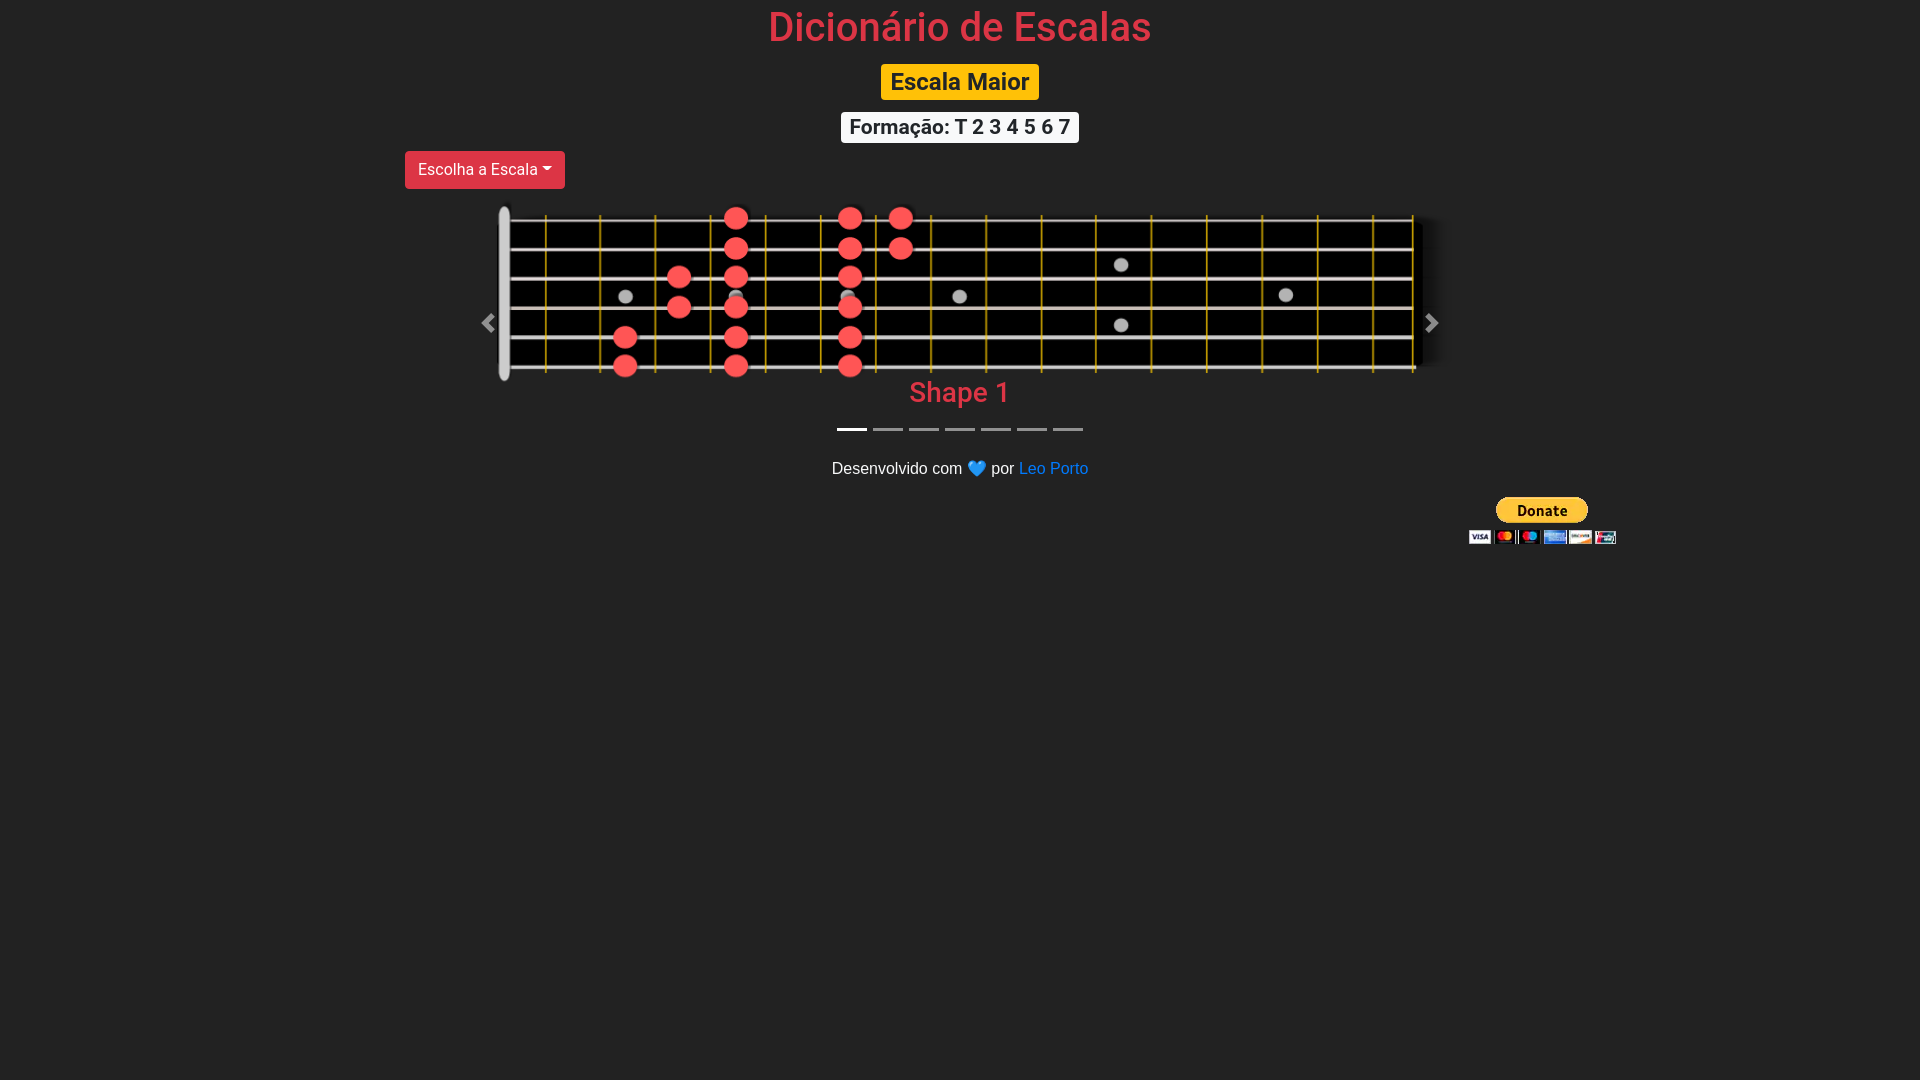 Dicionário de Escalas
Escala Maior
Formação: T 2 3 4 5 6 7
Escolha a Escala
Shape 1
Desenvolvido com 💙 por Leo Porto
Donate
VISA